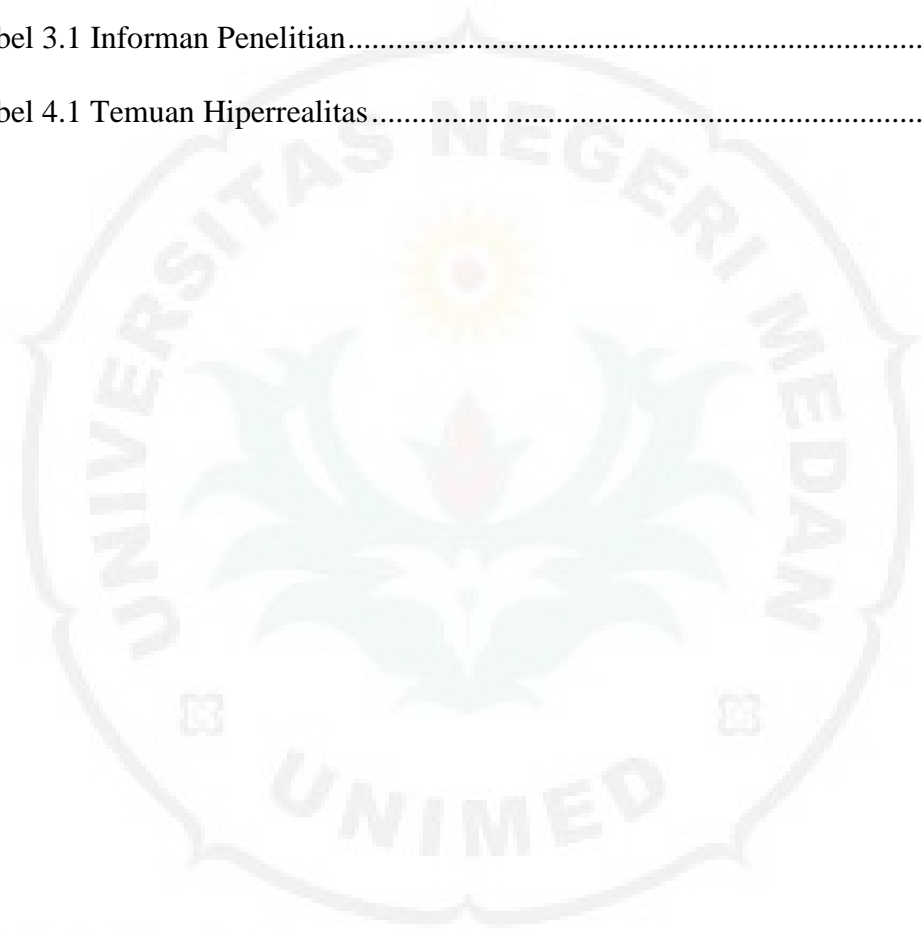 bel 3.1 Informan Penelitian........................................................................
bel 4.1 Temuan Hiperrealitas.....................................................................
UNIVERSITAS NEGERI MEDAN
UNIMED